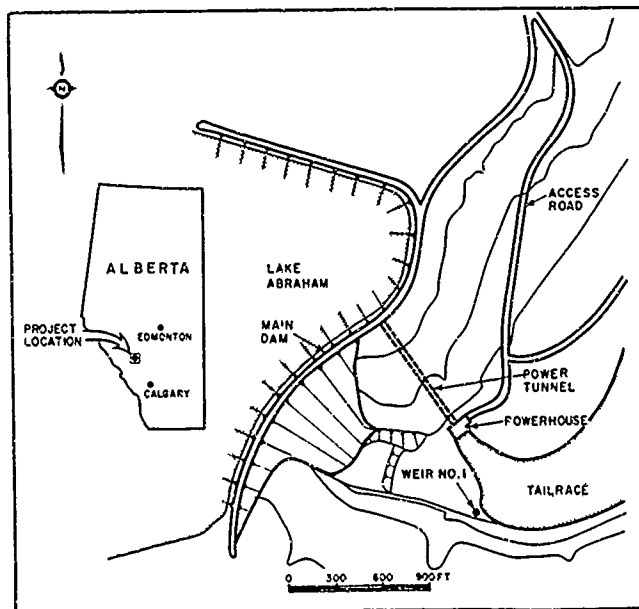 N
ACCESS
ROAD
ALBERTA
LAKE
ABRAHAM
PROJECT
LOCATION
EDMONTON
MAIN
DAM
CALGARY
POWER
TUNNEL
POWERHOUSE
WEIR NO. 1
TAILRACE
0 300 600 900 FT